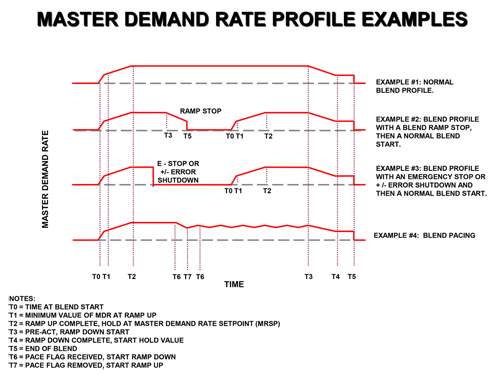 MASTER DEMAND RATE PROFILE EXAMPLES
EXAMPLE #1: NORMAL
BLEND PROFILE.
RAMP STOP
T3 T5 T0 T1 T2
EXAMPLE #2: BLEND PROFILE
WITH A BLEND RAMP STOP,
THEN A NORMAL BLEND
START.
E - STOP OR
+/- ERROR
SHUTDOWN
T0 T1 T2
EXAMPLE #3: BLEND PROFILE
WITH AN EMERGENCY STOP OR
+ /- ERROR SHUTDOWN AND
THEN A NORMAL BLEND START.
EXAMPLE #4: BLEND PACING
MASTER DEMAND RATE
T0 T1 T2 T6 T7 T6 T3 T4 T5
TIME
NOTES:
T0 = TIME AT BLEND START
T1 = MINIMUM VALUE OF MDR AT RAMP UP
T2 = RAMP UP COMPLETE, HOLD AT MASTER DEMAND RATE SETPOINT (MRSP)
T3 = PRE-ACT, RAMP DOWN START
T4 = RAMP DOWN COMPLETE, START HOLD VALUE
T5 = END OF BLEND
T6 = PACE FLAG RECEIVED, START RAMP DOWN
T7 = PACE FLAG REMOVED, START RAMP UP